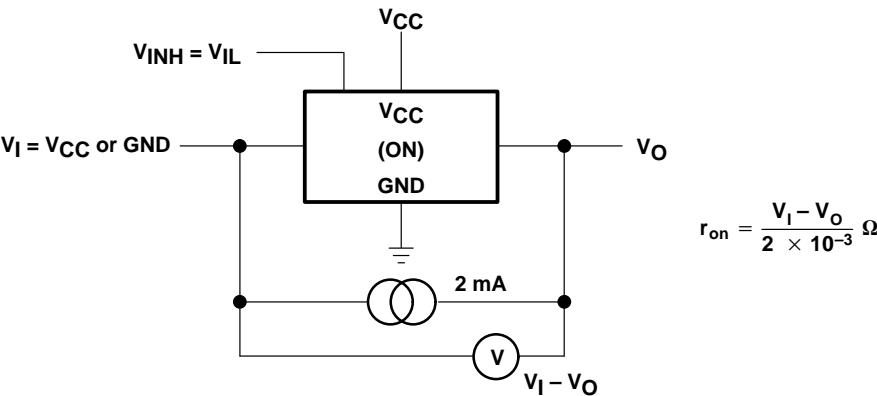 VCC
VINH = VIL
VCC
(ON)
GND
VI = VCC or GND
VO
ron = VI – VO / 2 × 10–3 Ω
2 mA
V
VI – VO